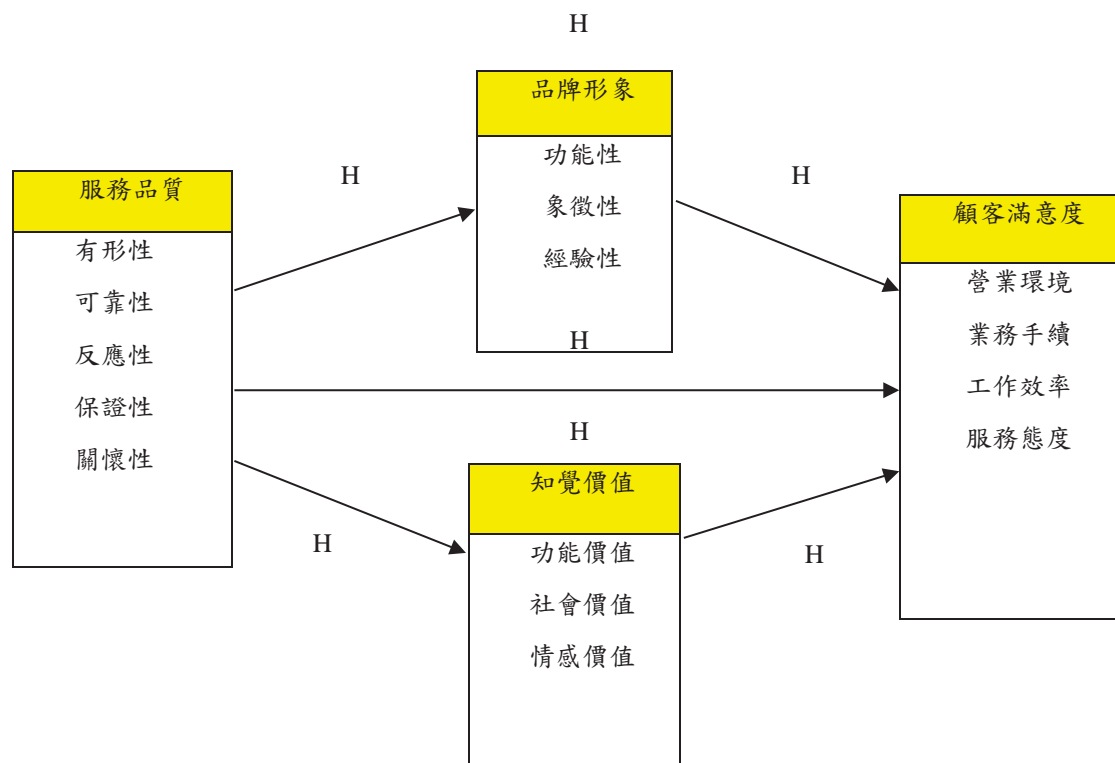 H
品牌形象
功能性
象徵性
經驗性
H
H
服務品質
有形性
可靠性
反應性
保證性
關懷性
顧客滿意度
營業環境
業務手續
工作效率
服務態度
H
H
知覺價值
功能價值
社會價值
情感價值
H
H